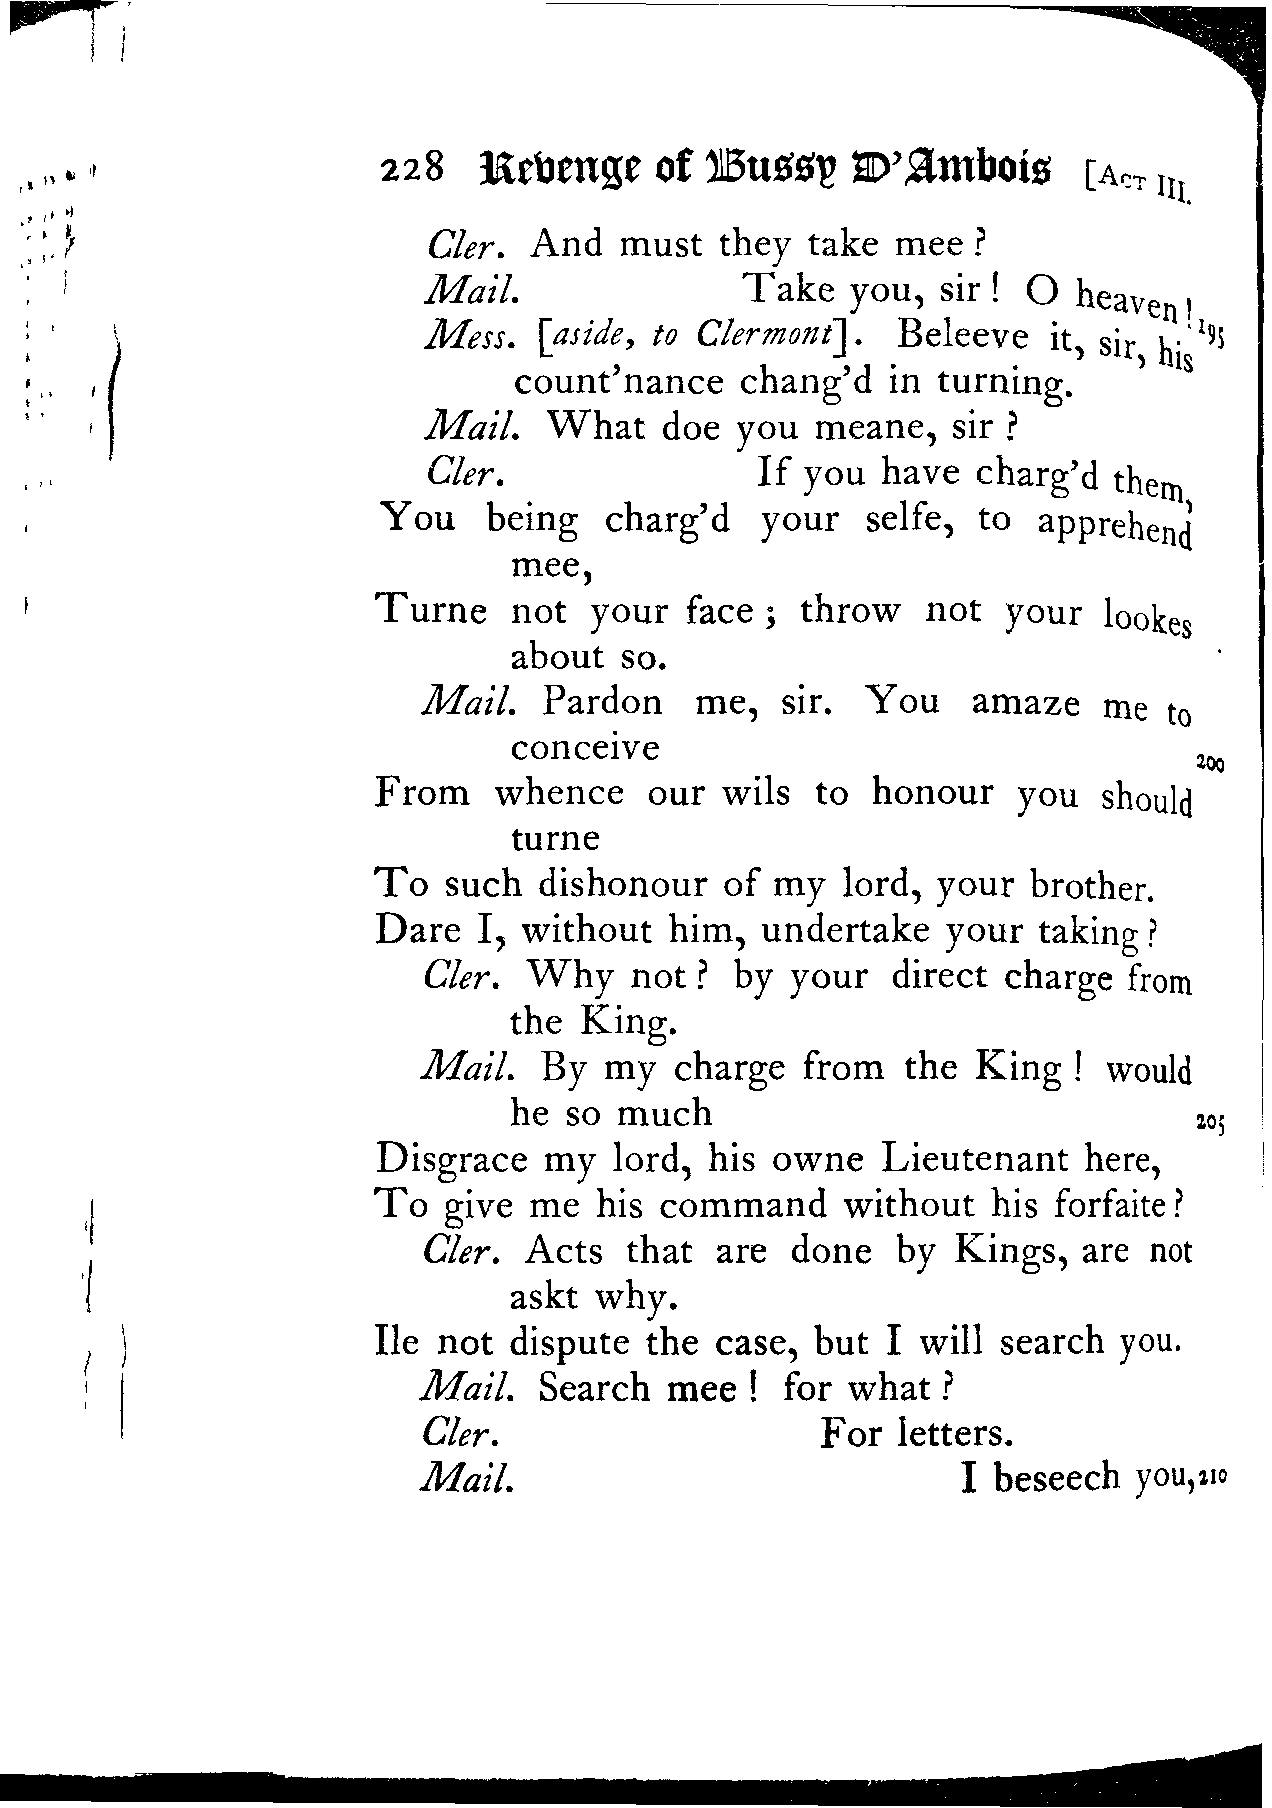 228 Revenge of Bussy D'Ambois [ACT III.
Cler. And must they take mee ?
Mail. Take you, sir ! O heaven ! 195
Mess. [aside, to Clermont]. Beleeve it, sir, his
count'nance chang'd in turning.
Mail. What doe you meane, sir ?
Cler. If you have charg'd them,
You being charg'd your selfe, to apprehend
mee,
Turne not your face ; throw not your lookes
about so.
Mail. Pardon me, sir. You amaze me to
conceive 200
From whence our wils to honour you should
turne
To such dishonour of my lord, your brother.
Dare I, without him, undertake your taking ?
Cler. Why not ? by your direct charge from
the King.
Mail. By my charge from the King ! would
he so much 205
Disgrace my lord, his owne Lieutenant here,
To give me his command without his forfaite ?
Cler. Acts that are done by Kings, are not
askt why.
Ile not dispute the case, but I will search you.
Mail. Search mee ! for what ?
Cler. For letters.
Mail. I beseech you, 210